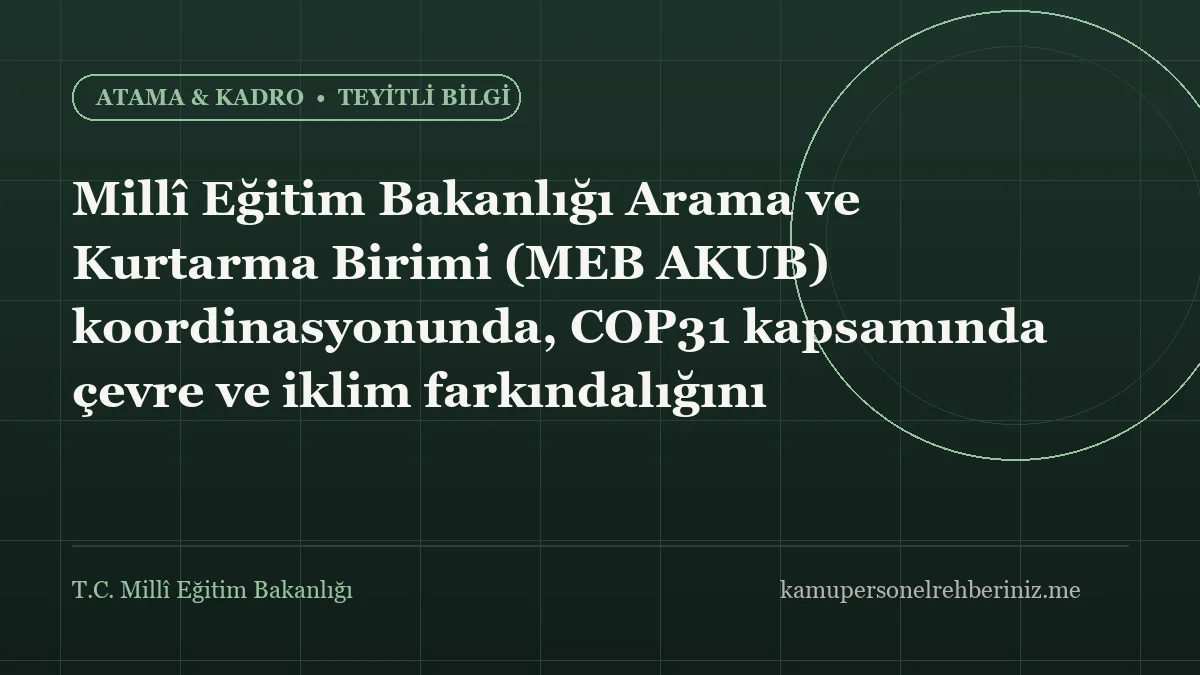 ATAMA & KADRO • TEYİTLİ BİLGİ
Millî Eğitim Bakanlığı Arama ve
Kurtarma Birimi (MEB AKUB)
koordinasyonunda, COP31 kapsamında
çevre ve iklim farkındalığını
T.C. Millî Eğitim Bakanlığı
kamupersonelrehberiniz.me